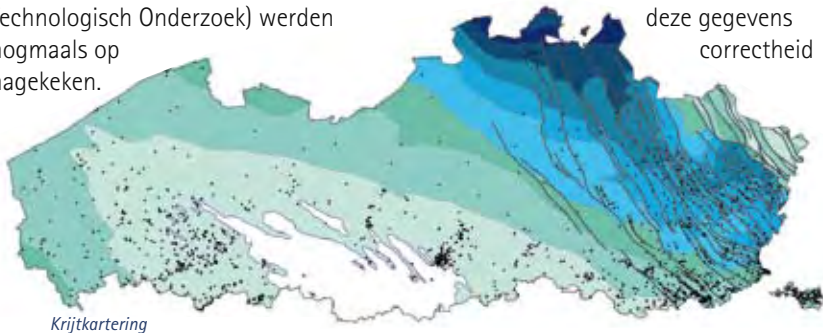 echnologisch Onderzoek) werden deze gegevens
nogmaals op correctheid
nagekeken.
Krijtkartering